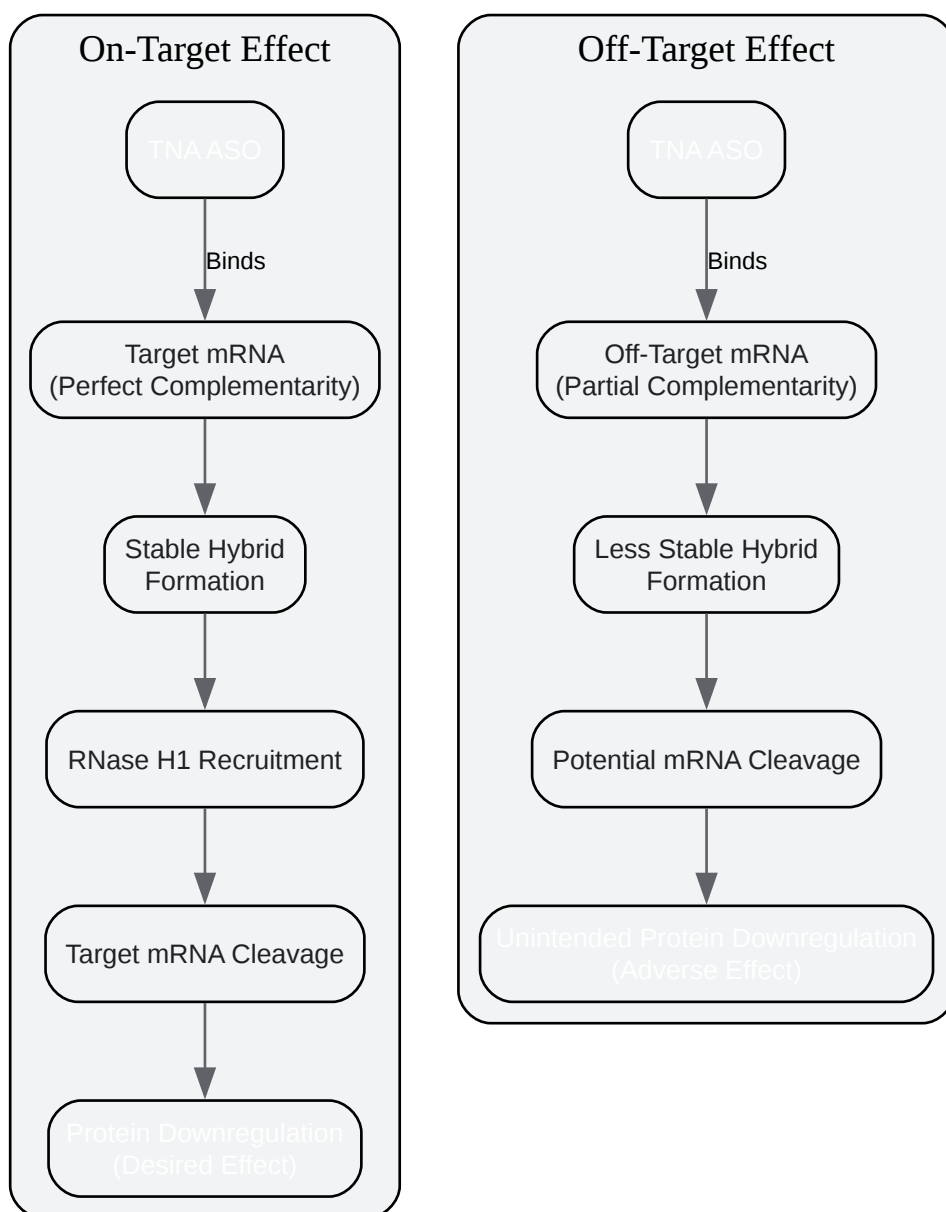 On-Target Effect
TNA ASO
Binds
Target mRNA
(Perfect Complementarity)
Stable Hybrid
Formation
RNase H1 Recruitment
Target mRNA Cleavage
Protein Downregulation
(Desired Effect)
Off-Target Effect
TNA ASO
Binds
Off-Target mRNA
(Partial Complementarity)
Less Stable Hybrid
Formation
Potential mRNA Cleavage
Unintended Protein Downregulation
(Adverse Effect)